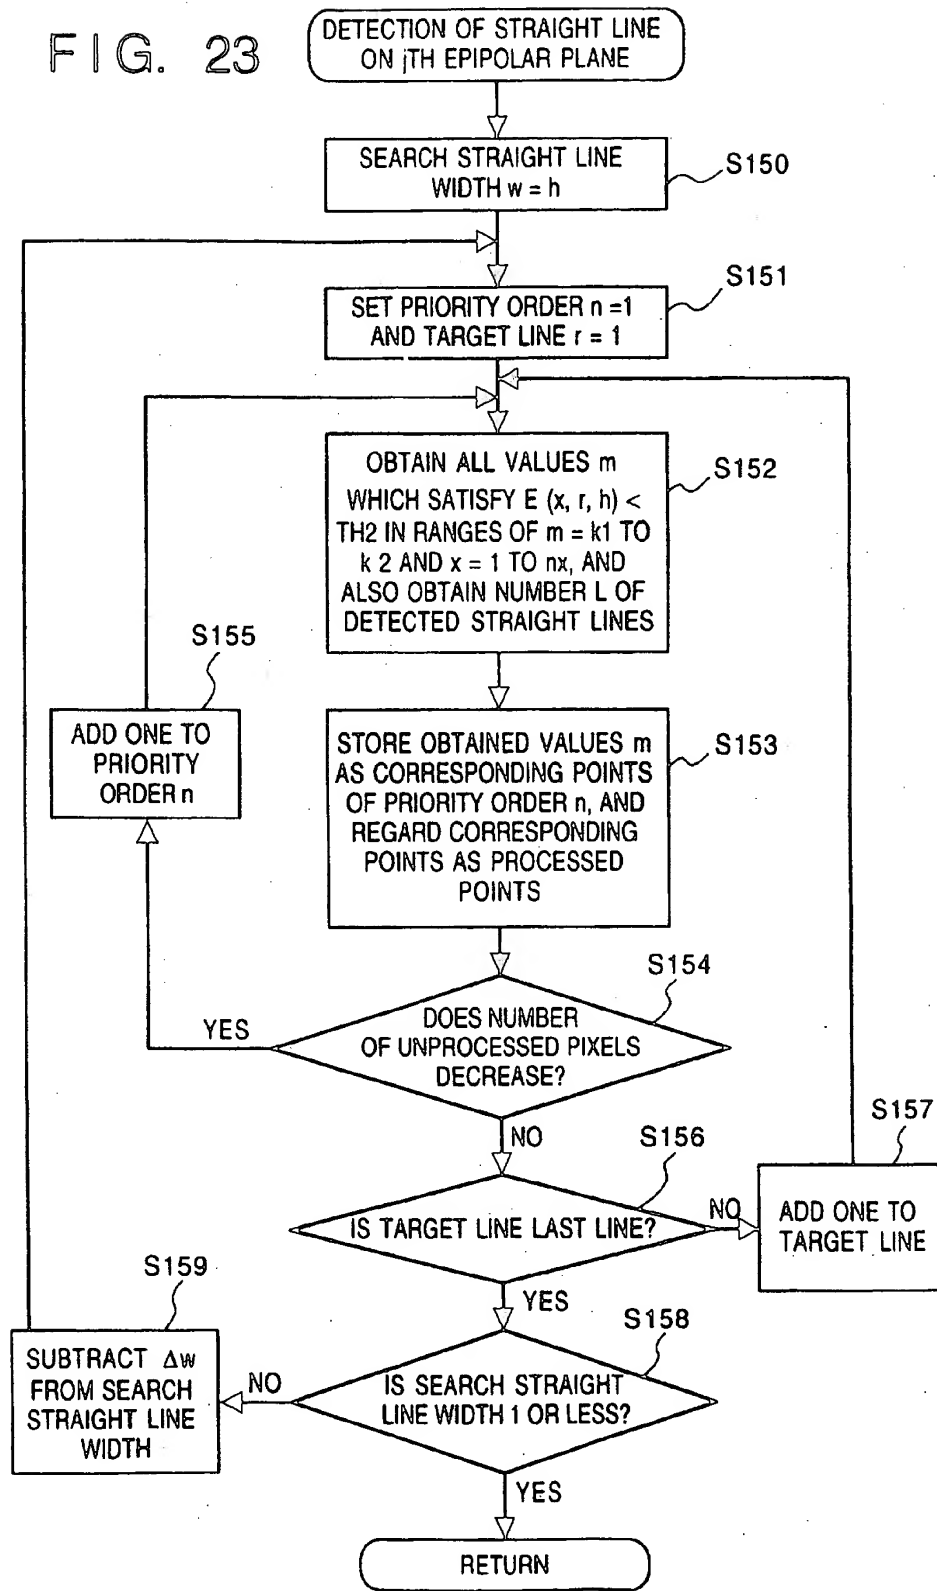 FIG. 23
DETECTION OF STRAIGHT LINE
ON jTH EPIPOLAR PLANE
SEARCH STRAIGHT LINE
WIDTH w = h
S150
S151
SET PRIORITY ORDER n =1
AND TARGET LINE r = 1
OBTAIN ALL VALUES m
WHICH SATISFY E (x, r, h) <
TH2 IN RANGES OF m = k1 TO
k 2 AND x = 1 TO nx, AND
ALSO OBTAIN NUMBER L OF
DETECTED STRAIGHT LINES
S152
S155
ADD ONE TO
PRIORITY
ORDER n
STORE OBTAINED VALUES m
AS CORRESPONDING POINTS
OF PRIORITY ORDER n, AND
REGARD CORRESPONDING
POINTS AS PROCESSED
POINTS
S153
S154
YES
DOES NUMBER
OF UNPROCESSED PIXELS
DECREASE?
NO
S156
S157
IS TARGET LINE LAST LINE?
NO
ADD ONE TO
TARGET LINE
YES
S159
S158
SUBTRACT Δw
FROM SEARCH
STRAIGHT LINE
WIDTH
NO
IS SEARCH STRAIGHT
LINE WIDTH 1 OR LESS?
YES
RETURN